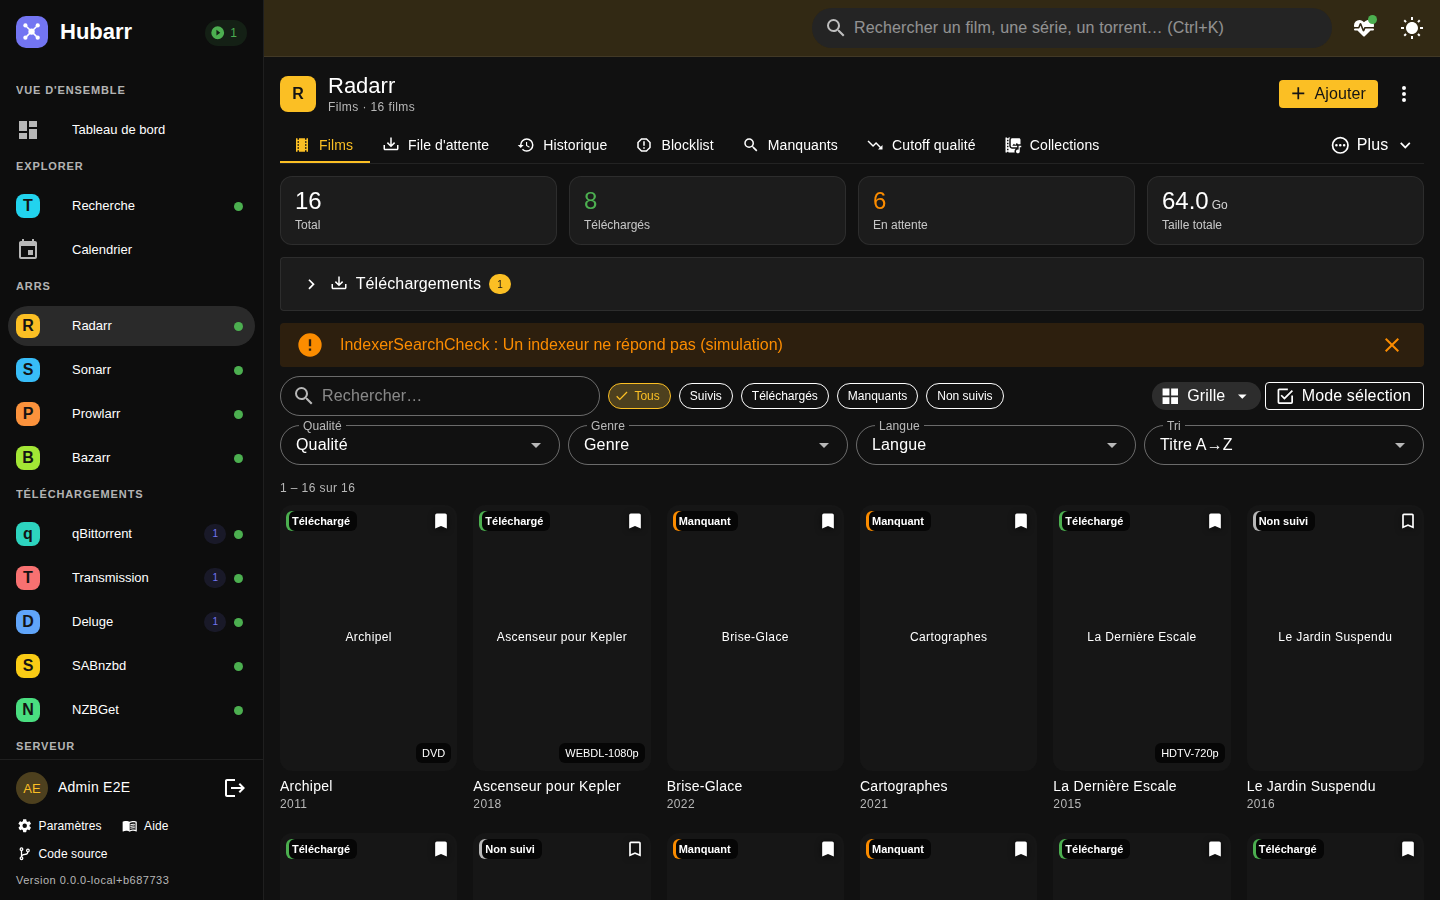 Hubarr
1
Rechercher un film, une série, un torrent… (Ctrl+K)
VUE D'ENSEMBLE
Tableau de bord
EXPLORER
T Recherche
Calendrier
ARRS
R Radarr
S Sonarr
P Prowlarr
B Bazarr
TÉLÉCHARGEMENTS
q qBittorrent 1
T Transmission 1
D Deluge 1
S SABnzbd
N NZBGet
SERVEUR
AE Admin E2E
Paramètres Aide
Code source
Version 0.0.0-local+b687733
R Radarr
Films · 16 films
Ajouter
Films File d'attente Historique Blocklist Manquants Cutoff qualité Collections Plus
16 8 6 64.0 Go
Total Téléchargés En attente Taille totale
Téléchargements 1
IndexerSearchCheck : Un indexeur ne répond pas (simulation)
Rechercher… Tous Suivis Téléchargés Manquants Non suivis Grille Mode sélection
Qualité Genre Langue Tri
Qualité Genre Langue Titre A→Z
1 – 16 sur 16
Téléchargé Téléchargé Manquant Manquant Téléchargé Non suivi
Archipel Ascenseur pour Kepler Brise-Glace Cartographes La Dernière Escale Le Jardin Suspendu
DVD WEBDL-1080p HDTV-720p
Archipel Ascenseur pour Kepler Brise-Glace Cartographes La Dernière Escale Le Jardin Suspendu
2011 2018 2022 2021 2015 2016
Téléchargé Non suivi Manquant Manquant Téléchargé Téléchargé